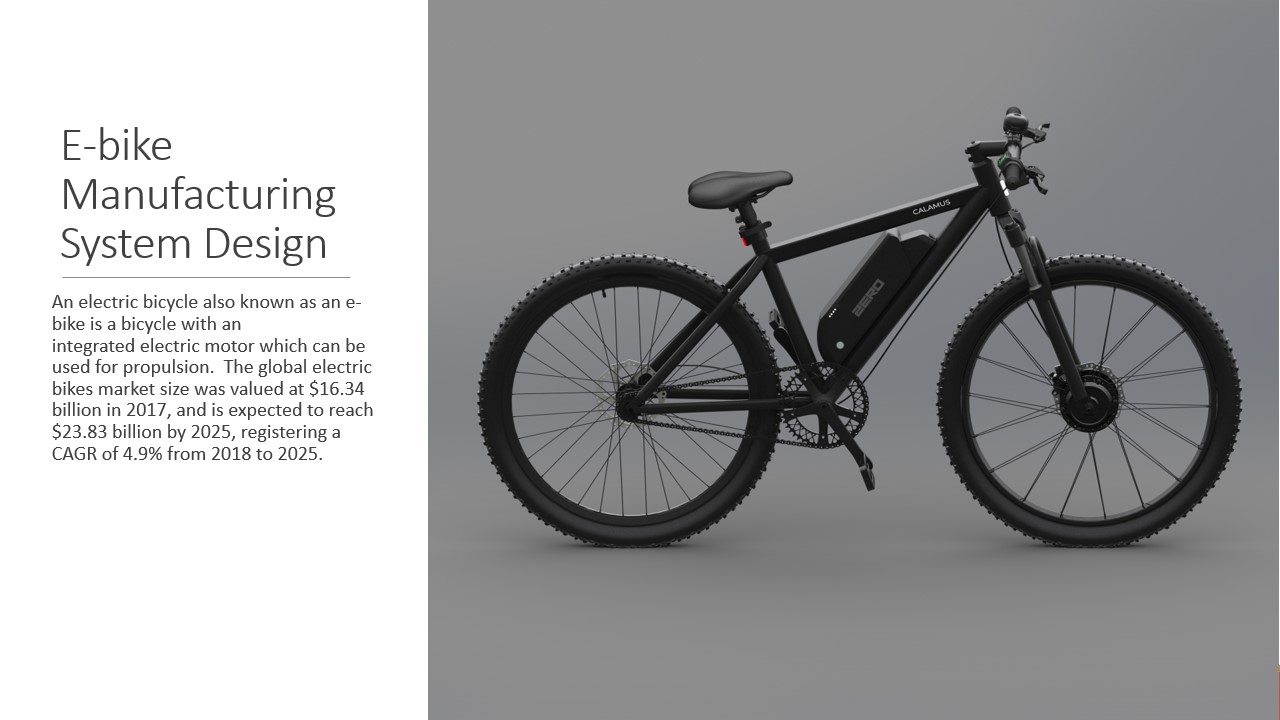 E-bike
Manufacturing
System Design
An electric bicycle also known as an e-
bike is a bicycle with an
integrated electric motor which can be
used for propulsion.  The global electric
bikes market size was valued at $16.34
billion in 2017, and is expected to reach
$23.83 billion by 2025, registering a
CAGR of 4.9% from 2018 to 2025.
CALAMUS